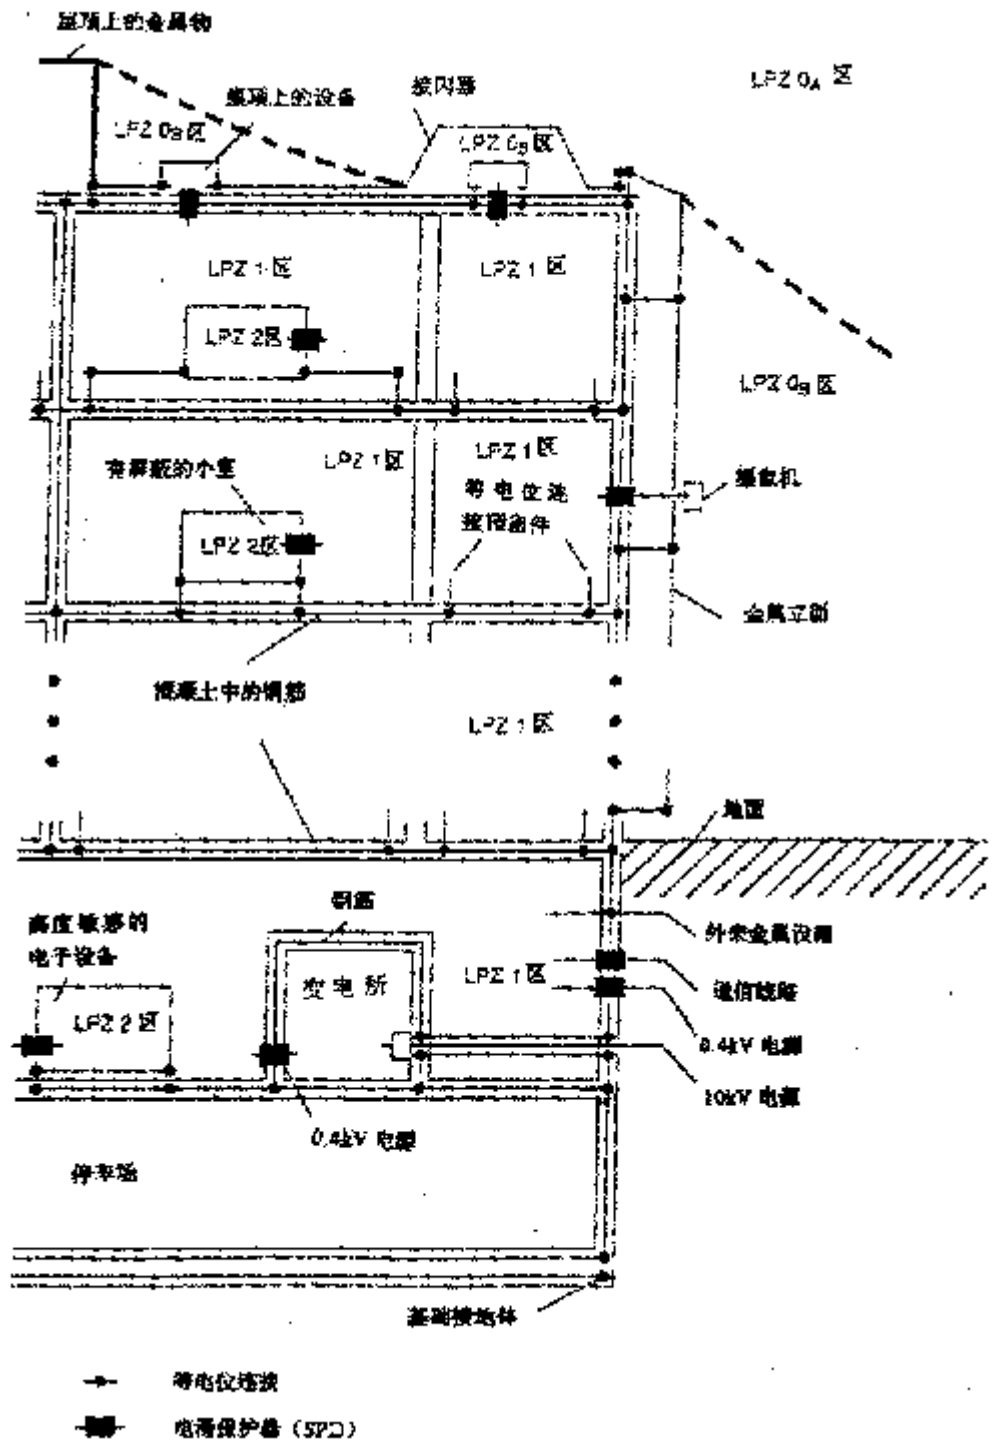 屋顶上的金属物
LPZ 0A 区
屋顶上的设备
接闪器
LPZ 0B 区
LPZ 0B 区
LPZ 1 区
LPZ 1 区
LPZ 2区
LPZ 0B 区
有屏蔽的小室
LPZ 1区
LPZ 1区
摄像机
等电位连
接预留件
LPZ 2区
金属立面
混凝土中的钢筋
LPZ 1 区
地面
钢筋
高度敏感的
电子设备
外来金属设施
变电所
LPZ 1 区
通信线路
LPZ 2 区
0.4kV 电源
10kV 电源
0.4kV 电源
停车场
基础接地体
等电位连接
电涌保护器（SPD）